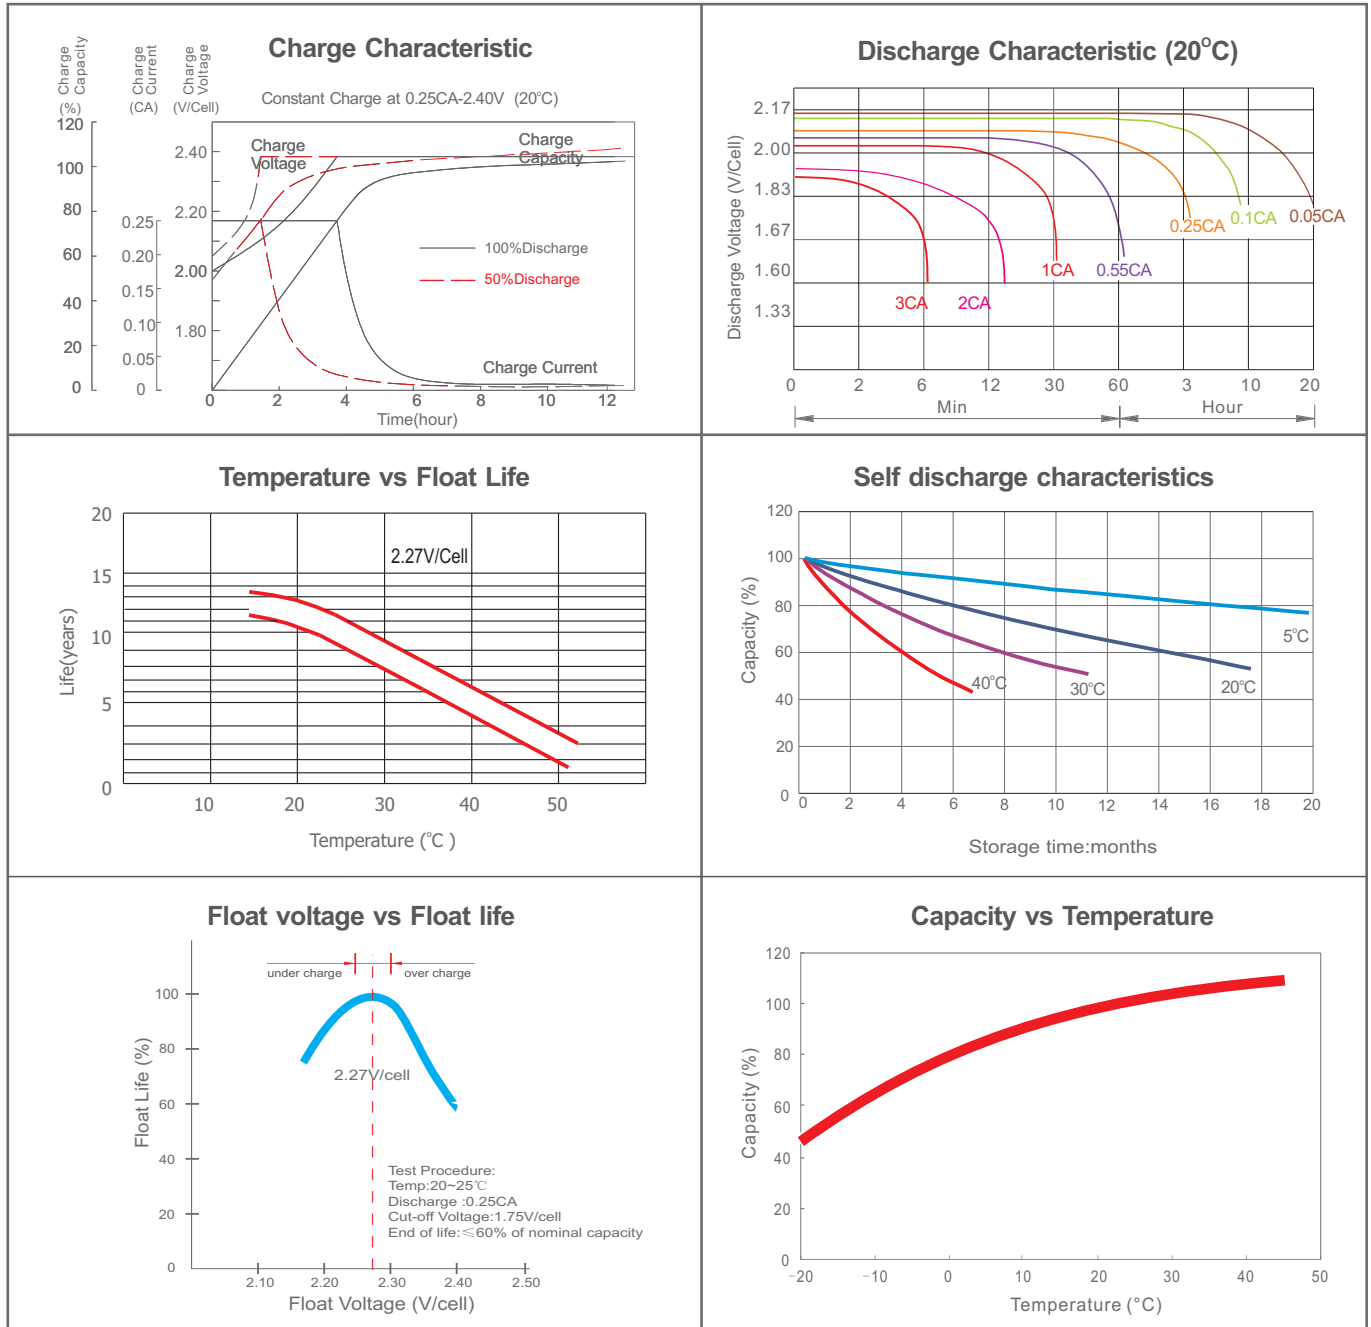 Charge Characteristic
Charge Capacity (%)
Charge Current (CA)
Charge Voltage (V/Cell)
Constant Charge at 0.25CA-2.40V (20°C)
120
100
80
60
40
20
0
0.25
0.20
0.15
0.10
0.05
0
2.40
2.20
2.00
1.80
Charge Voltage
Charge Capacity
100%Discharge
50%Discharge
Charge Current
0 2 4 6 8 10 12
Time(hour)
Discharge Characteristic (20°C)
Discharge Voltage (V/Cell)
2.17
2.00
1.83
1.67
1.60
1.33
3CA
2CA
1CA
0.55CA
0.25CA
0.1CA
0.05CA
0 2 6 12 30 60 3 10 20
Min Hour
Temperature vs Float Life
Life(years)
20
15
10
5
0
2.27V/Cell
10 20 30 40 50
Temperature (°C )
Self discharge characteristics
Capacity (%)
120
100
80
60
40
20
0
5°C
40°C
30°C
20°C
0 2 4 6 8 10 12 14 16 18 20
Storage time:months
Float voltage vs Float life
under charge
over charge
Float Life (%)
100
80
60
40
20
0
2.27V/cell
Test Procedure:
Temp:20~25℃
Discharge :0.25CA
Cut-off Voltage:1.75V/cell
End of life:≤60% of nominal capacity
2.10 2.20 2.30 2.40 2.50
Float Voltage (V/cell)
Capacity vs Temperature
Capacity (%)
120
100
80
60
40
20
0
−20 −10 0 10 20 30 40 50
Temperature (°C)